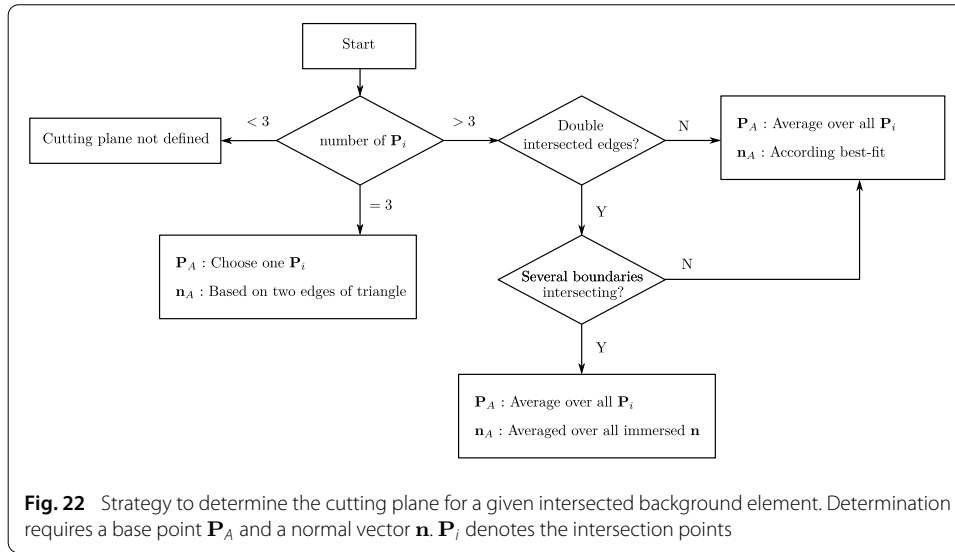 Start
< 3
number of P_i
> 3
Cutting plane not defined
= 3
P_A : Choose one P_i
n_A : Based on two edges of triangle
Double
intersected edges?
N
P_A : Average over all P_i
n_A : According best-fit
Y
Several boundaries
intersecting?
N
Y
P_A : Average over all P_i
n_A : Averaged over all immersed n
Fig. 22 Strategy to determine the cutting plane for a given intersected background element. Determination
requires a base point P_A and a normal vector n. P_i denotes the intersection points